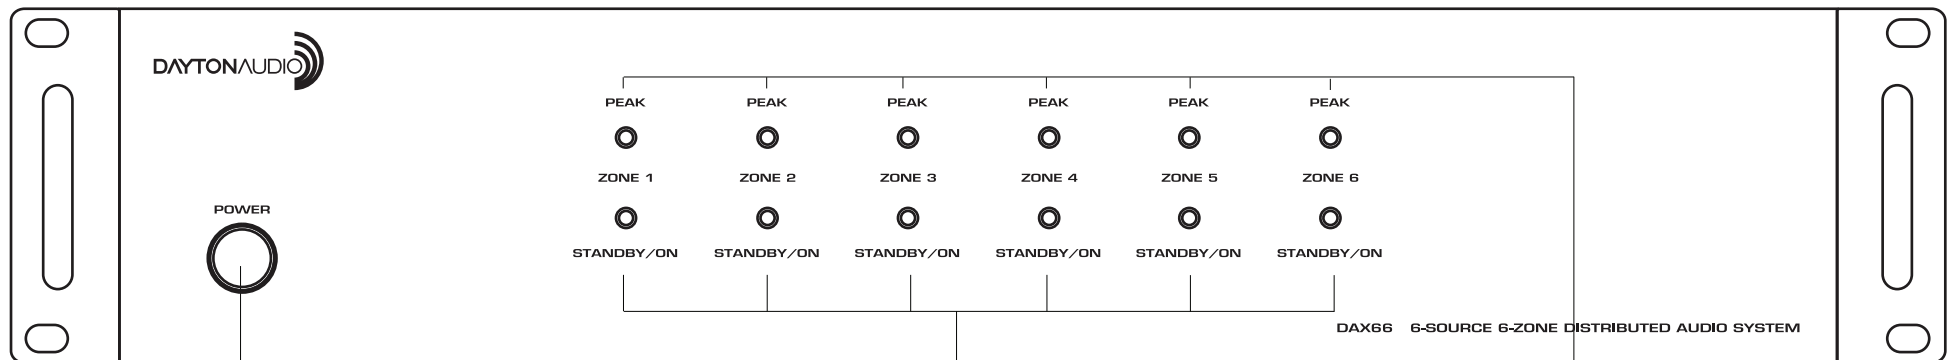 DAYTONAUDIO
PEAK PEAK PEAK PEAK PEAK PEAK
ZONE 1 ZONE 2 ZONE 3 ZONE 4 ZONE 5 ZONE 6
POWER
STANDBY/ON STANDBY/ON STANDBY/ON STANDBY/ON STANDBY/ON STANDBY/ON
DAX66 6-SOURCE 6-ZONE DISTRIBUTED AUDIO SYSTEM